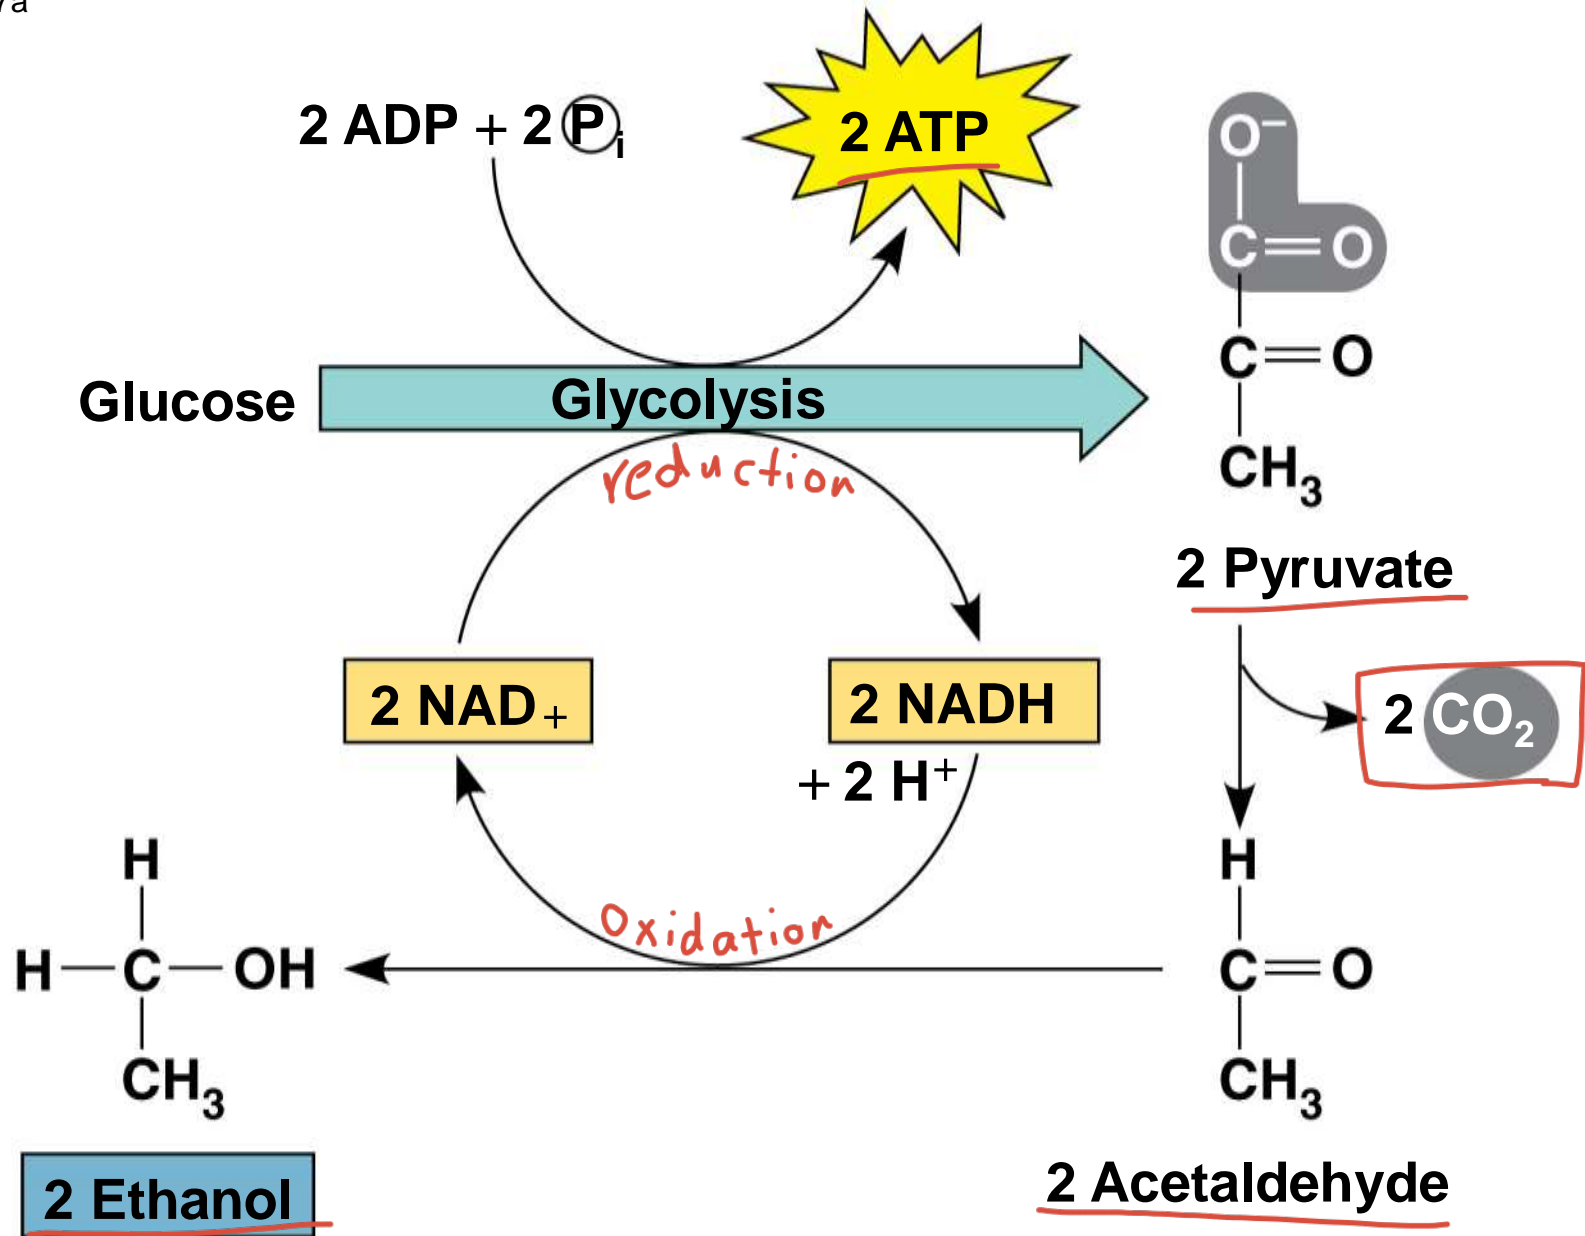 7a
2 ADP + 2 Pi
2 ATP
O−
C=O
C=O
CH3
Glucose
Glycolysis
reduction
2 Pyruvate
2 NAD+
2 NADH
+ 2 H+
2 CO2
H
H—C—OH
CH3
Oxidation
H
C=O
CH3
2 Ethanol
2 Acetaldehyde